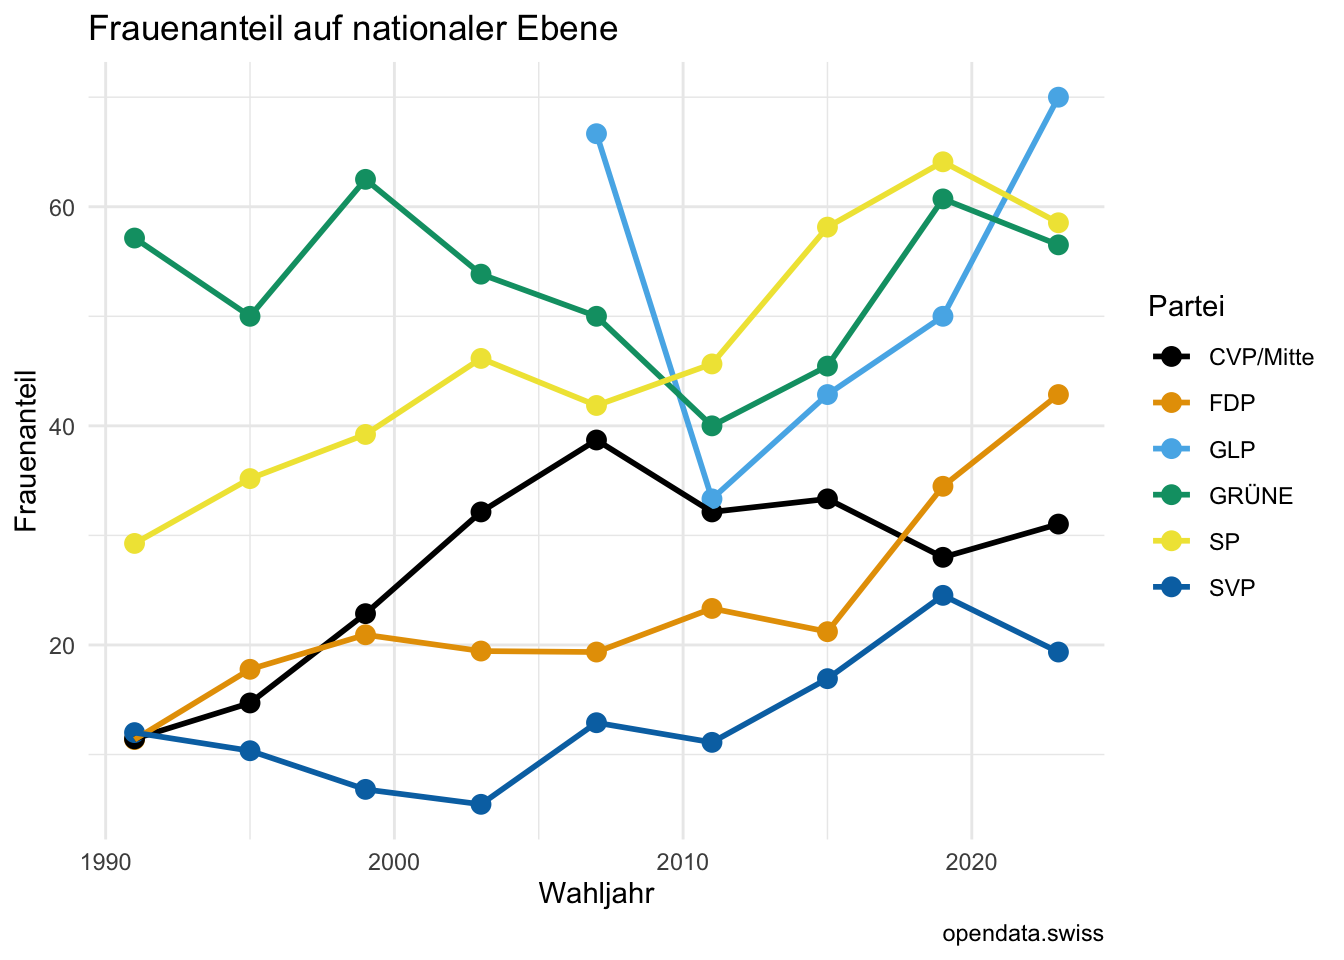 Frauenanteil auf nationaler Ebene
Frauenanteil
60
40
20
1990
2000
2010
2020
Wahljahr
Partei
CVP/Mitte
FDP
GLP
GRÜNE
SP
SVP
opendata.swiss